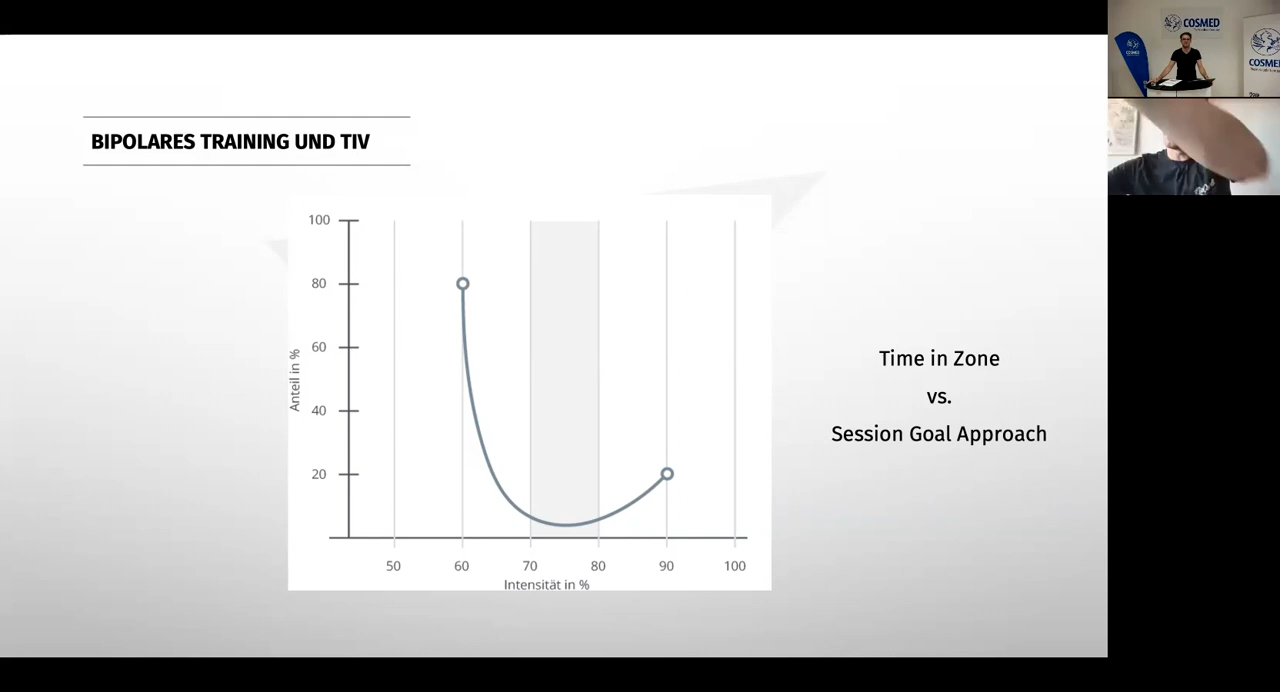 BIPOLARES TRAINING UND TIV
100
80
60
40
20
Anteil in %
50 60 70 80 90 100
Intensität in %
Time in Zone
vs.
Session Goal Approach
COSMED
COSMED